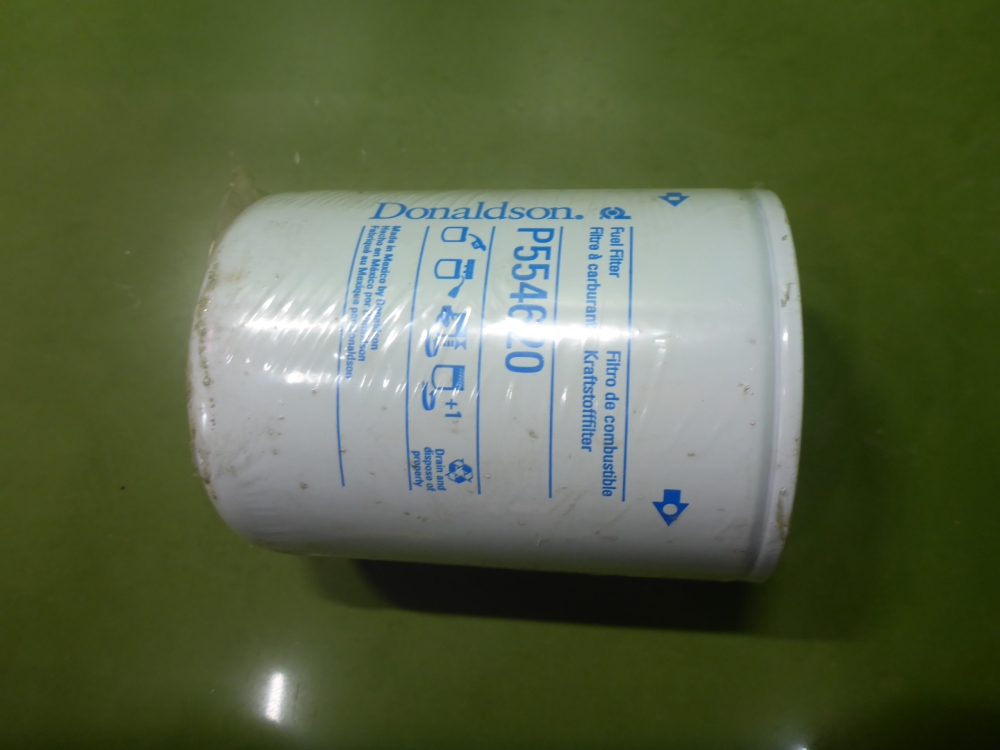 Fuel Filter
Filtro de combustible
Filtre à carburant
Kraftstofffilter
Donaldson.
P554620
+1
Drain and
dispose of
properly
Made in Mexico by Donaldson
Hecho en México por Donaldson
Fabriqué au Mexique par Donaldson